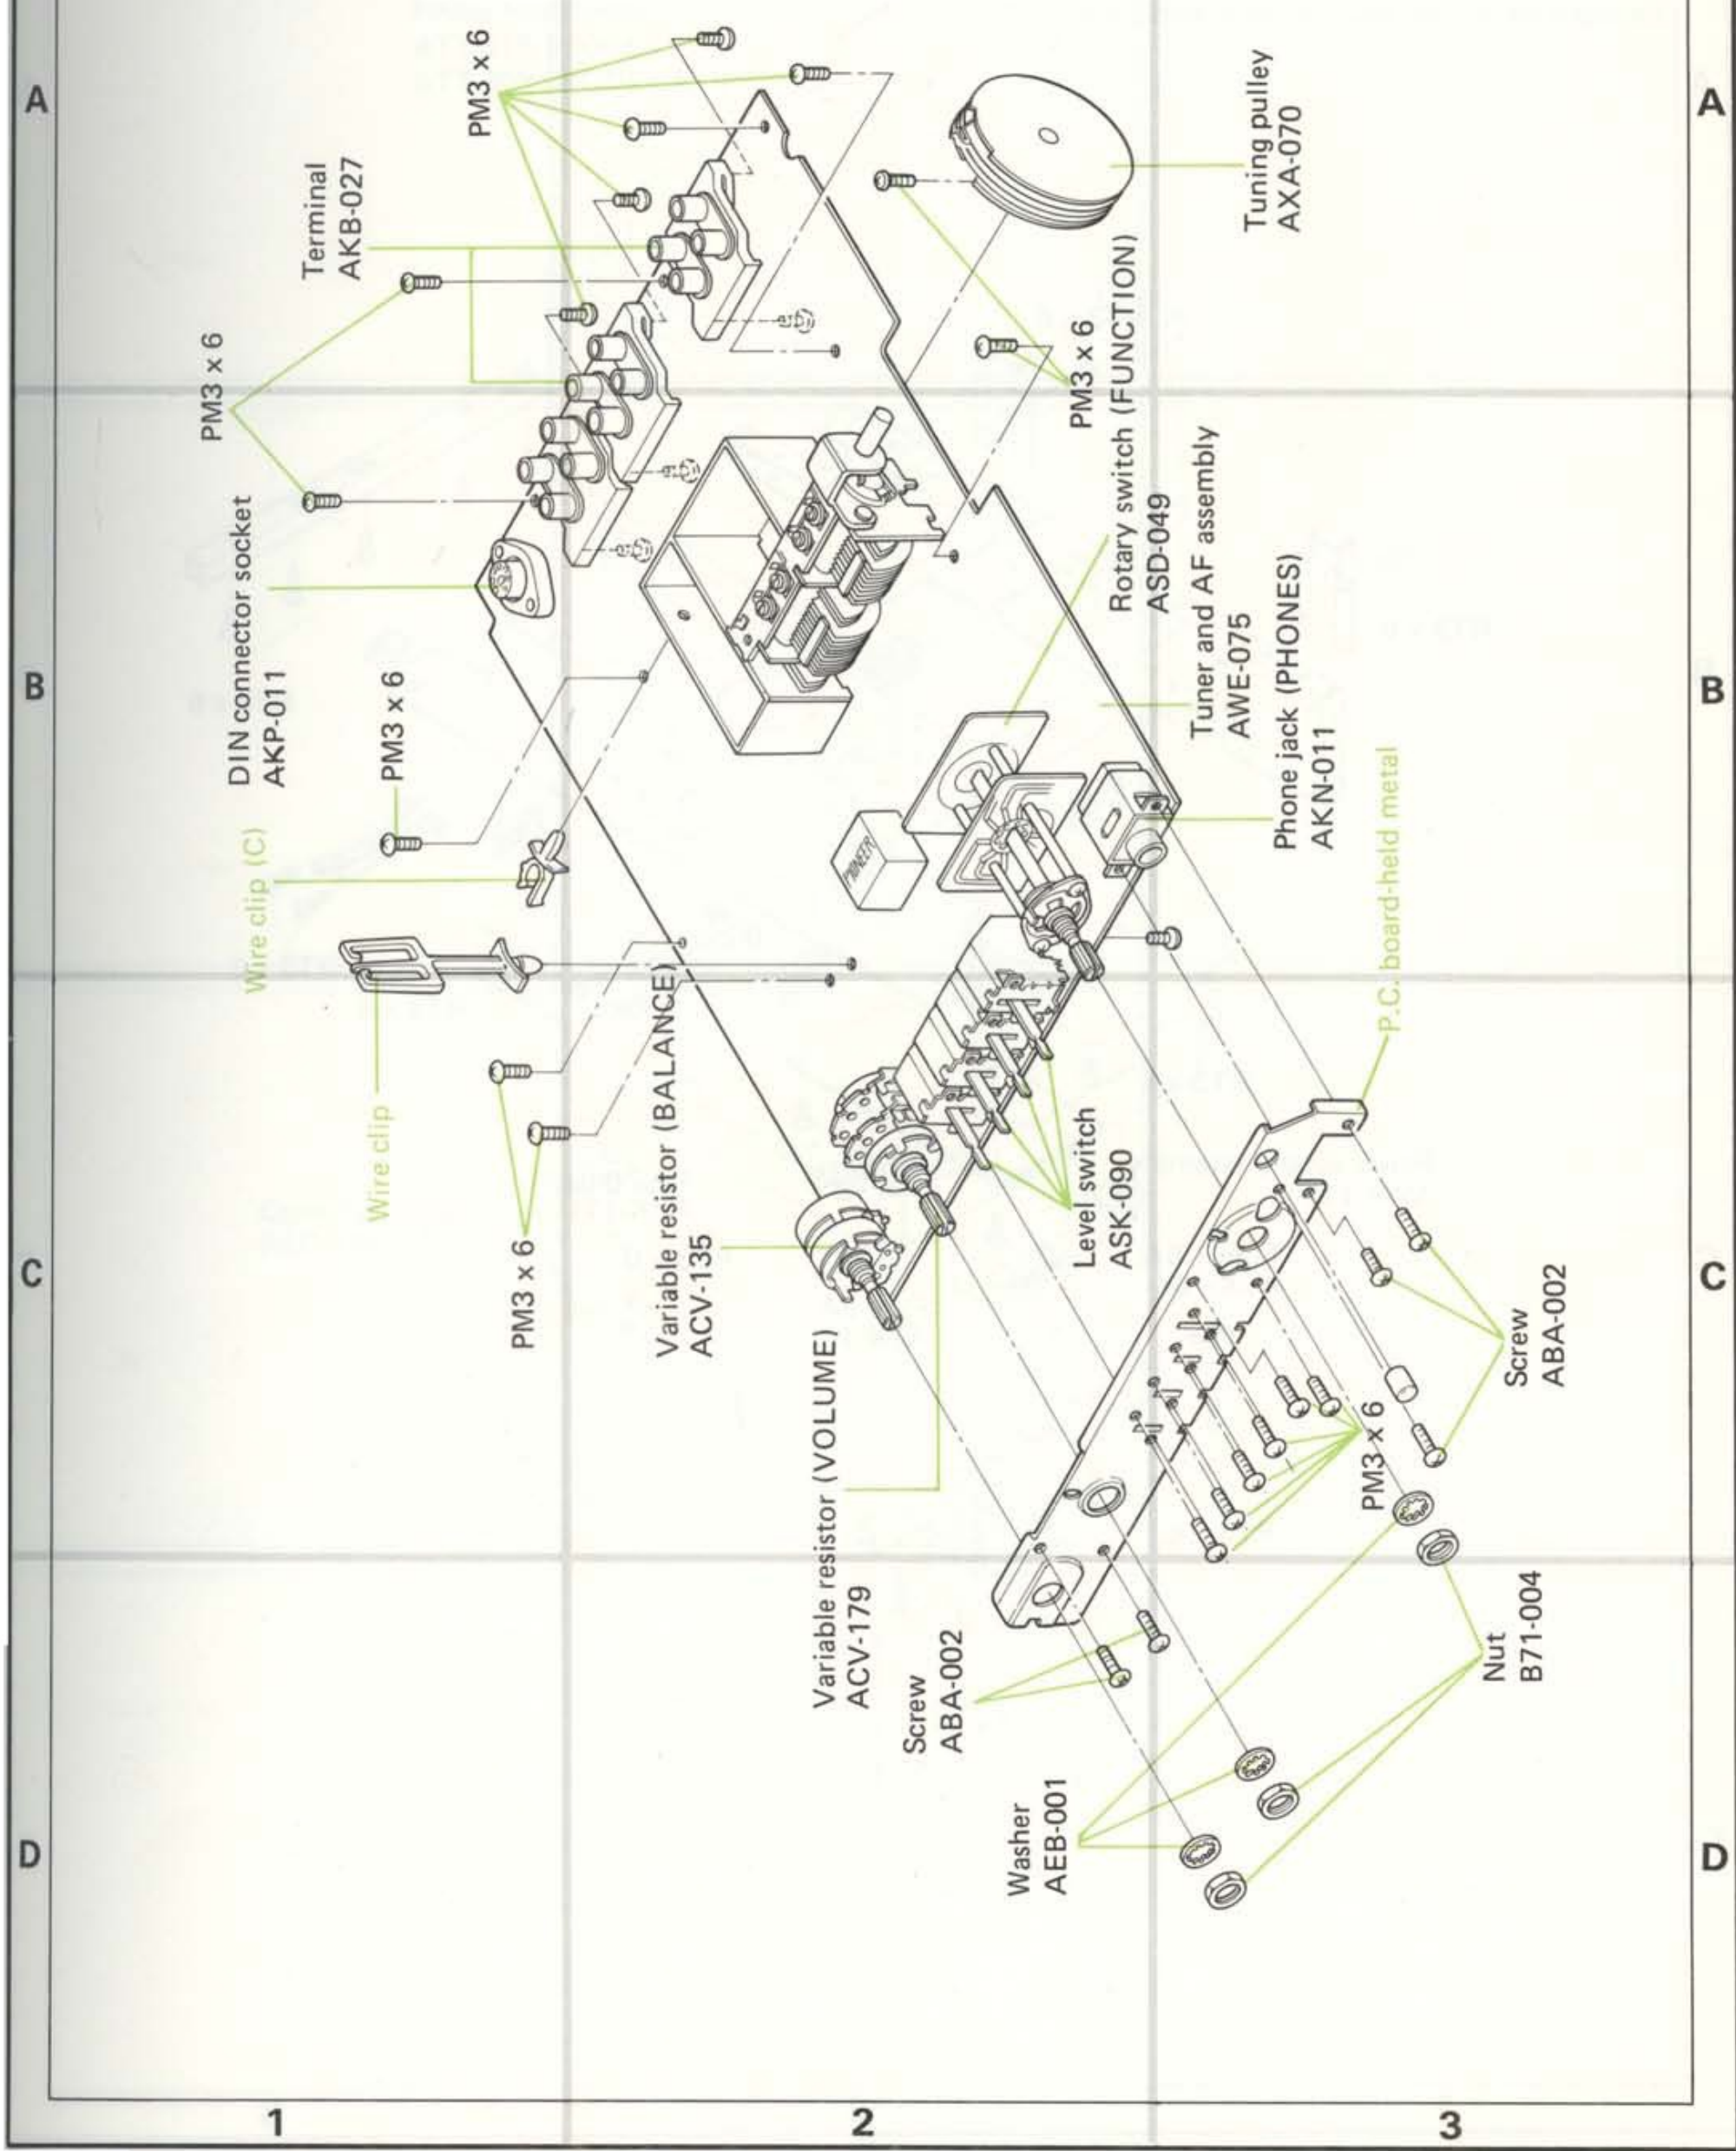 A
A
PM3 x 6
Terminal
AKB-027
PM3 x 6
Tuning pulley
AXA-070
PM3 x 6
DIN connector socket
AKP-011
PM3 x 6
Rotary switch (FUNCTION)
ASD-049
Tuner and AF assembly
AWE-075
Phone jack (PHONES)
AKN-011
B
B
Wire clip (C)
PIONEER
P.C. board-held metal
Wire clip
PM3 x 6
Variable resistor (BALANCE)
ACV-135
Level switch
ASK-090
C
C
Variable resistor (VOLUME)
ACV-179
PM3 x 6
Screw
ABA-002
Screw
ABA-002
Nut
B71-004
Washer
AEB-001
D
D
1
2
3